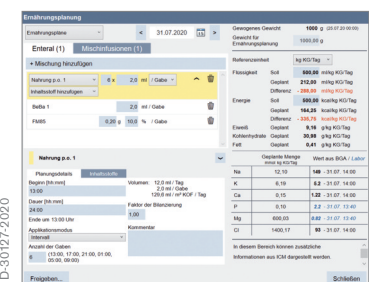 Ernährungsplanung
Ernährungspläne < 31.07.2020 >
Enteral (1) Mischinfusionen (1)
+ Mischung hinzufügen
Nahrung p.o. 1 6 x 2,0 ml / Gabe
Inhaltsstoff hinzufügen
BeBa 1 2,0 ml / Gabe
FM85 0,20 g 10,0 % / Gabe
Nahrung p.o. 1
Planungsdetails Inhaltsstoffe
Beginn [hh:mm]
13:00
Dauer [hh:mm]
24:00
Ende um 13:00 Uhr
Applikationsmodus
Intervall
Anzahl der Gaben
6 (13:00, 17:00, 21:00, 01:00,
05:00, 09:00)
Volumen: 12,0 ml / Tag
2,0 ml / Gabe
129,8 ml / m² KOF / Tag
Faktor der Bilanzierung
1,00
Kommentar
Freigeben...
Gewogenes Gewicht 1000 g
Gewicht für
Ernährungsplanung 1000,00 g
Referenzeinheit kg KG/Tag
Flüssigkeit Soll 500,00 ml/kg KG/Tag
Geplant 212,00 ml/kg KG/Tag
Differenz - 288,00 ml/kg KG/Tag
Energie Soll 500,00 kcal/kg KG/Tag
Geplant 164,25 kcal/kg KG/Tag
Differenz - 335,75 kcal/kg KG/Tag
Eiweiß Geplant 9,16 g/kg KG/Tag
Kohlenhydrate Geplant 30,98 g/kg KG/Tag
Fett Geplant 0,41 g/kg KG/Tag
Geplante Menge Wert aus BGA / Labor
mmol/ kg KG/Tag
Na 12,10 149 - 31.07. 14:00
K 6,19 5.2 - 31.07. 14:00
Ca 0,15 1.22 - 31.07. 14:00
P 0,10 2.2 - 31.07. 13:40
Mg 600,03 0.92 - 31.07. 13:40
Cl 1400,17 93 - 31.07. 14:00
In diesem Bereich können zusätzliche
Informationen aus ICM dargestellt werden.
Schließen
D-30127-2020